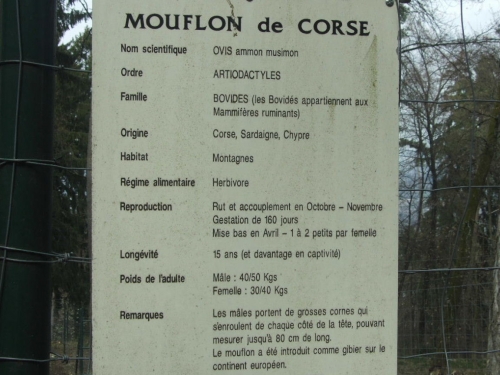 MOUFLON de CORSE
Nom scientifique OVIS ammon musimon
Ordre ARTIODACTYLES
Famille BOVIDES (les Bovidés appartiennent aux
Mammifères ruminants)
Origine Corse, Sardaigne, Chypre
Habitat Montagnes
Régime alimentaire Herbivore
Reproduction Rut et accouplement en Octobre – Novembre
Gestation de 160 jours
Mise bas en Avril – 1 à 2 petits par femelle
Longévité 15 ans (et davantage en captivité)
Poids de l'adulte Mâle : 40/50 Kgs
Femelle : 30/40 Kgs
Remarques Les mâles portent de grosses cornes qui
s'enroulent de chaque côté de la tête, pouvant
mesurer jusqu'à 80 cm de long.
Le mouflon a été introduit comme gibier sur le
continent européen.